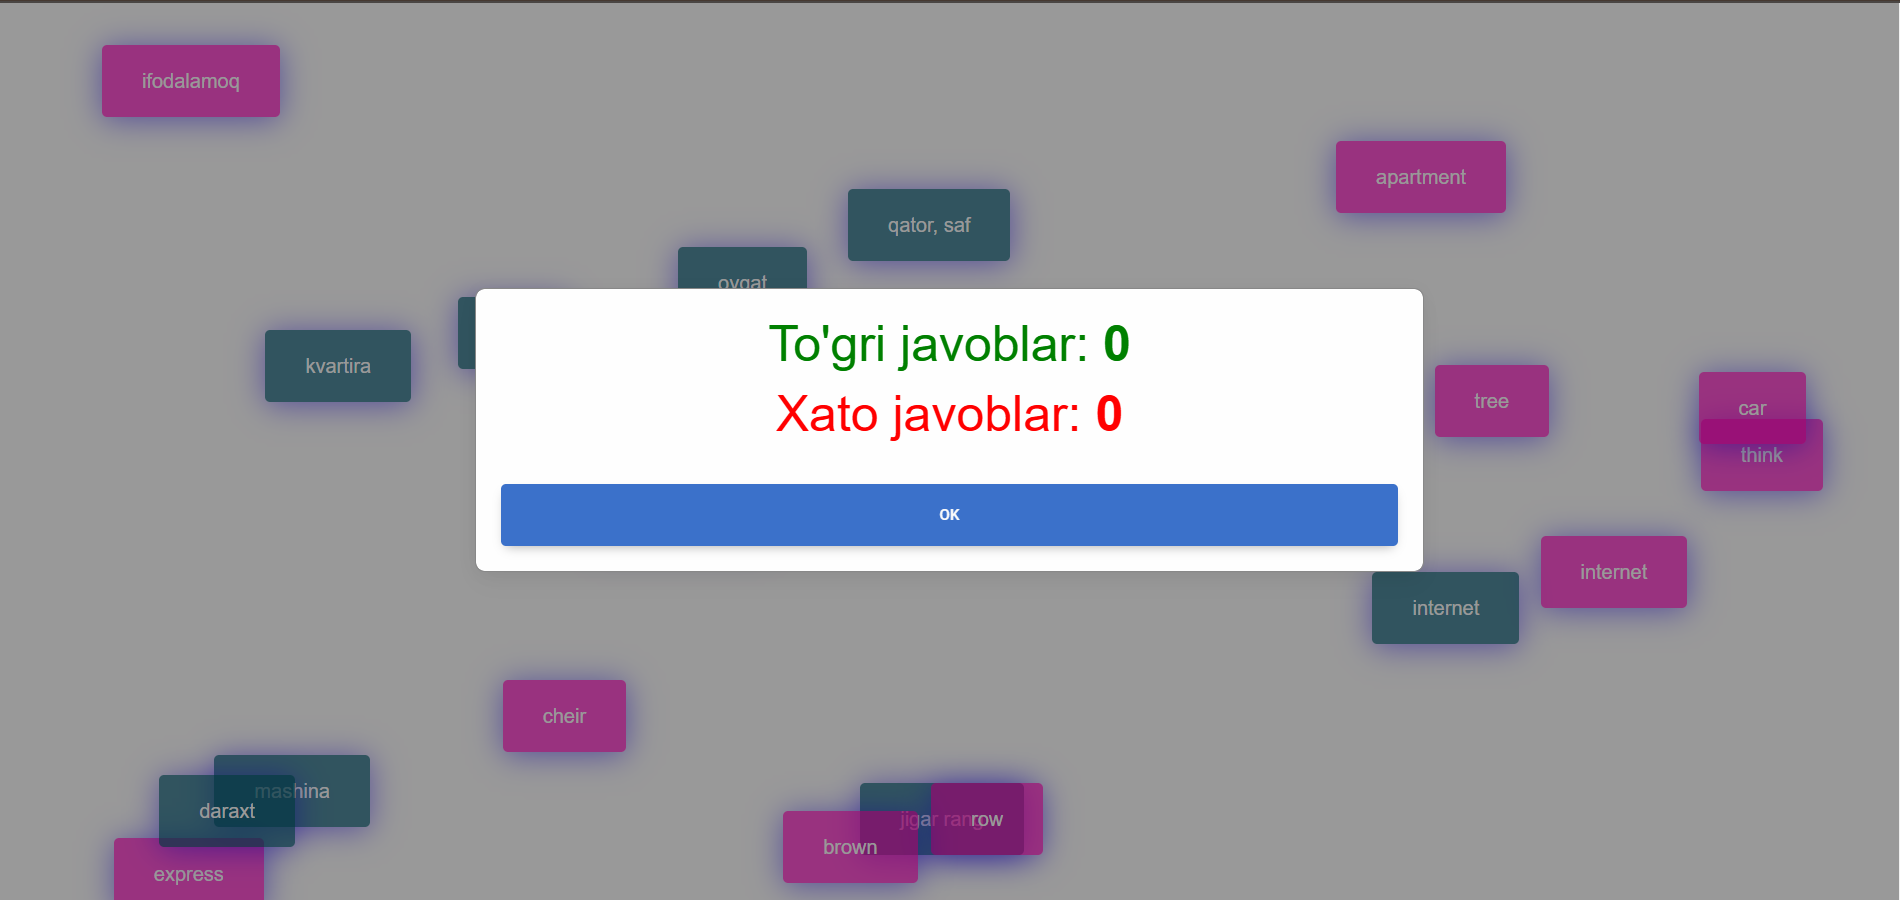 ifodalamoq
apartment
qator, saf
ovqat
To'gri javoblar: 0
kvartira
tree
car
Xato javoblar: 0
think
OK
internet
internet
cheir
mashina
daraxt
jigar rang
row
brown
express